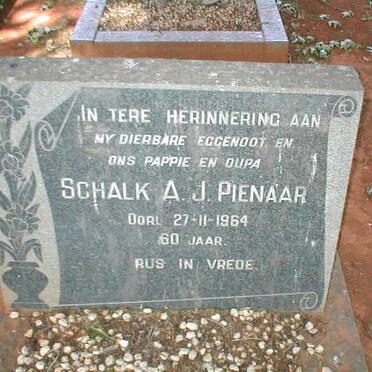 IN TERE HERINNERING AAN
MY DIERBARE EGGENOOT EN
ONS PAPPIE EN OUPA
SCHALK A. J. PIENAAR
OORL 27-11-1964
60 JAAR.
RUS IN VREDE.